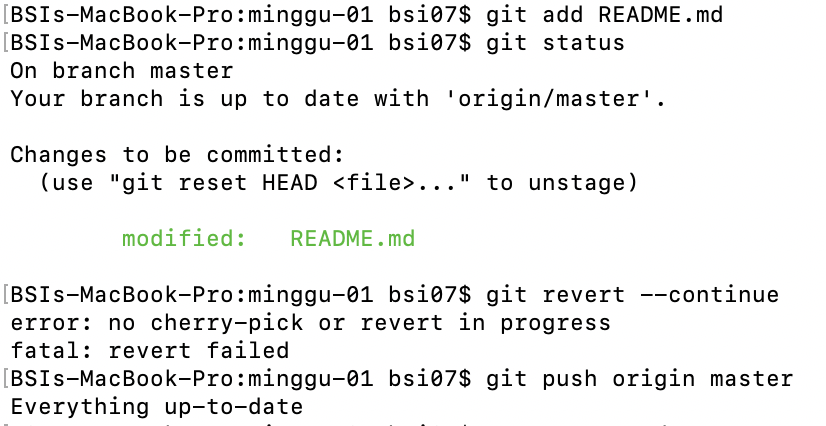 [BSIs-MacBook-Pro:minggu-01 bsi07$ git add README.md
[BSIs-MacBook-Pro:minggu-01 bsi07$ git status
On branch master
Your branch is up to date with 'origin/master'.
Changes to be committed:
(use "git reset HEAD <file>..." to unstage)
modified: README.md
[BSIs-MacBook-Pro:minggu-01 bsi07$ git revert --continue
error: no cherry-pick or revert in progress
fatal: revert failed
[BSIs-MacBook-Pro:minggu-01 bsi07$ git push origin master
Everything up-to-date